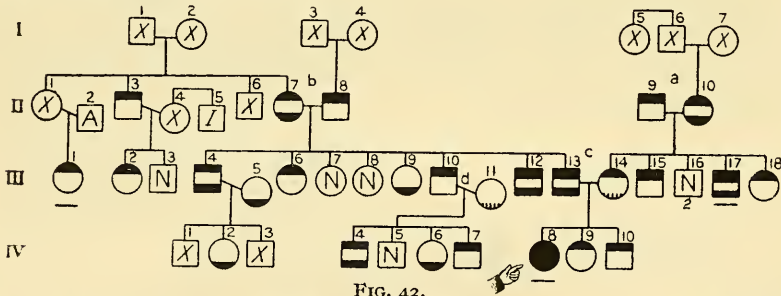 1 2 3 4 5 6 7
I X X X X X X X
1 2 3 4 5 6 7 b 8 9 a 10
II X A X I X
1 2 3 4 5 6 7 8 9 10 11 12 13 c 14 15 16 17 18
III N N N d N
2
1 2 3 4 5 6 7 8 9 10
IV X X N
FIG. 42.